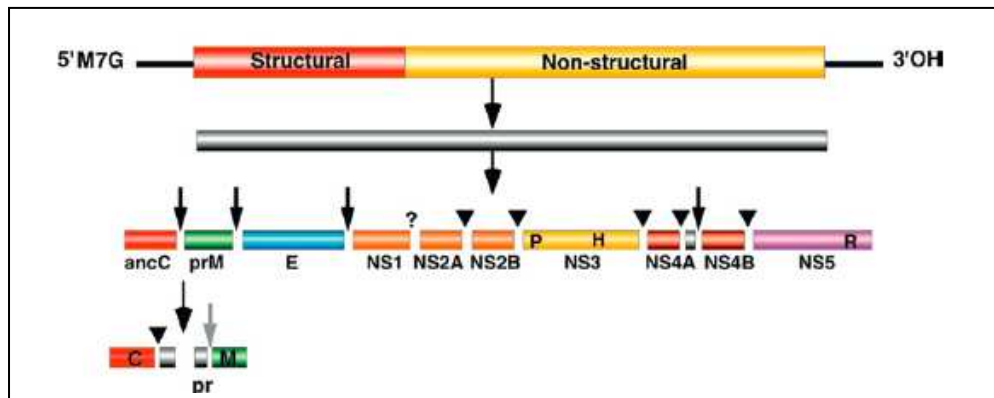 5'M7G Structural Non-structural 3'OH
?
P H R
ancC prM E NS1 NS2A NS2B NS3 NS4A NS4B NS5
C M
pr